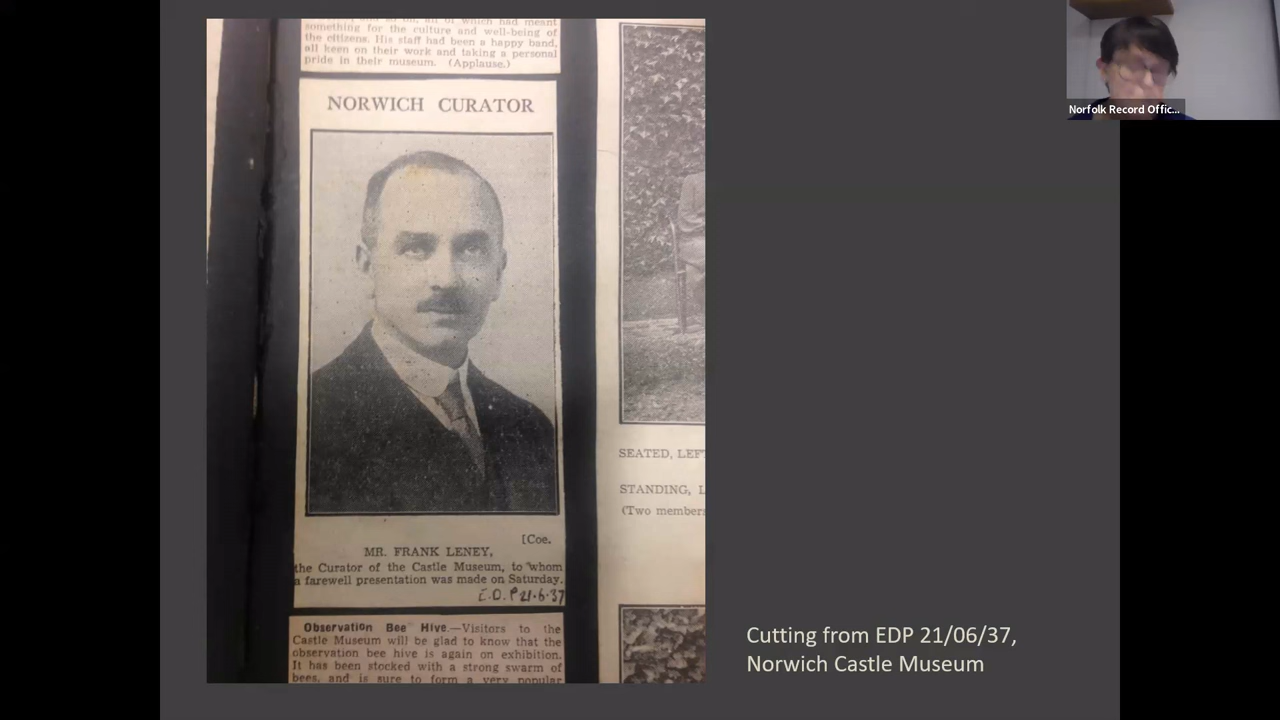 something for the culture and well-being of
the citizens. His staff had been a happy band,
all keen on their work and taking a personal
pride in their museum. (Applause.)
NORWICH CURATOR
[Coe.
MR. FRANK LENEY,
the Curator of the Castle Museum, to whom
a farewell presentation was made on Saturday.
E.D.P 21.6.37
Observation Bee Hive.—Visitors to the
Castle Museum will be glad to know that the
observation bee hive is again on exhibition.
It has been stocked with a strong swarm of
bees, and is sure to form a very popular
SEATED, LEF
STANDING, L
(Two members
Cutting from EDP 21/06/37,
Norwich Castle Museum
Norfolk Record Offic...